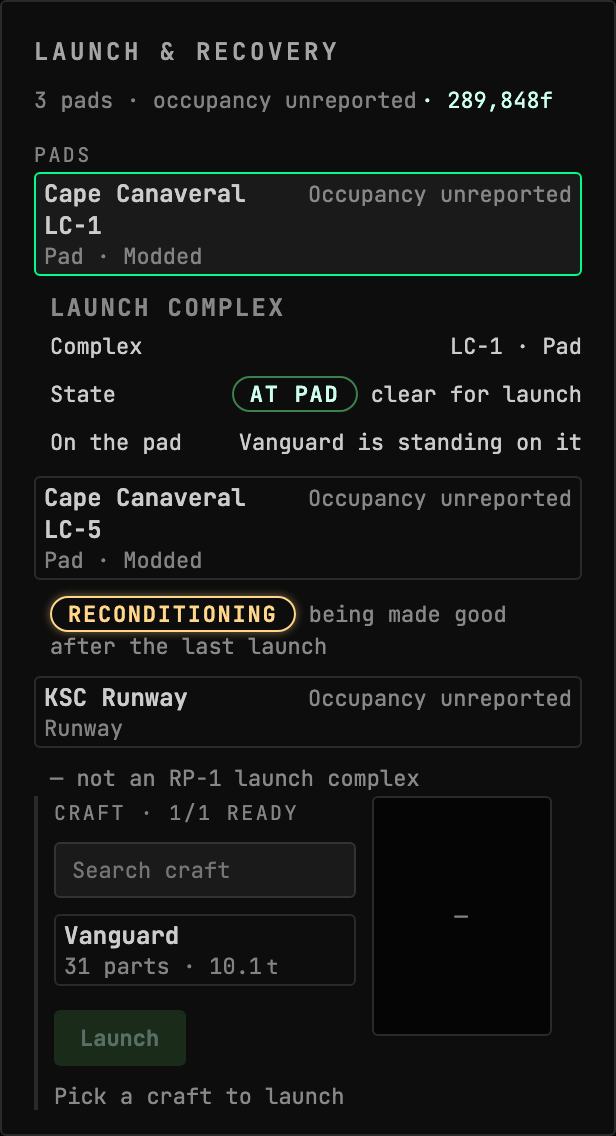 LAUNCH & RECOVERY
3 pads · occupancy unreported · 289,848f
PADS
Cape Canaveral LC-1
Occupancy unreported
Pad · Modded
LAUNCH COMPLEX
Complex LC-1 · Pad
State AT PAD clear for launch
On the pad Vanguard is standing on it
Cape Canaveral LC-5
Occupancy unreported
Pad · Modded
RECONDITIONING being made good
after the last launch
KSC Runway Occupancy unreported
Runway
— not an RP-1 launch complex
CRAFT · 1/1 READY
Search craft
Vanguard
31 parts · 10.1t
Launch
Pick a craft to launch
—